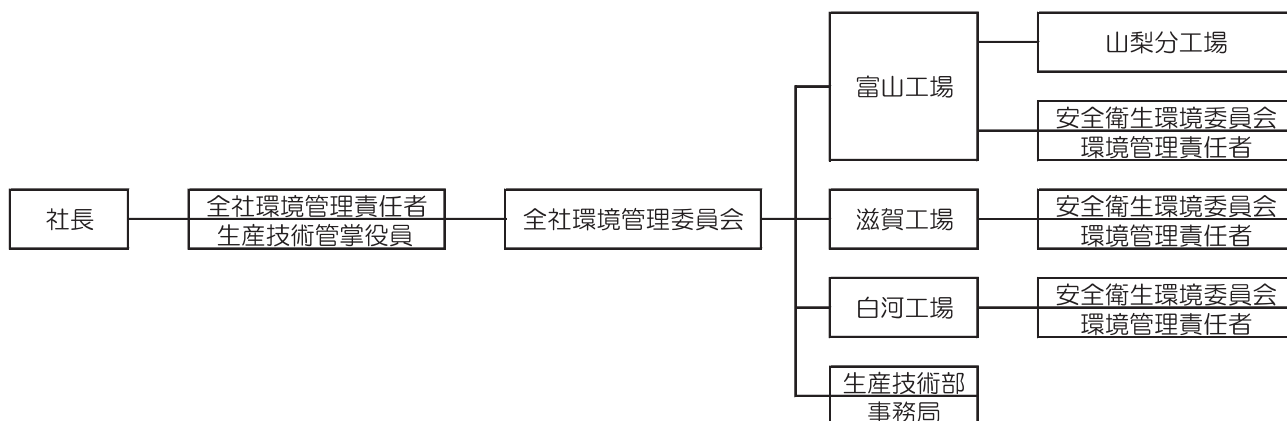 社長
全社環境管理責任者
生産技術管掌役員
全社環境管理委員会
富山工場
山梨分工場
安全衛生環境委員会
環境管理責任者
滋賀工場
安全衛生環境委員会
環境管理責任者
白河工場
安全衛生環境委員会
環境管理責任者
生産技術部
事務局